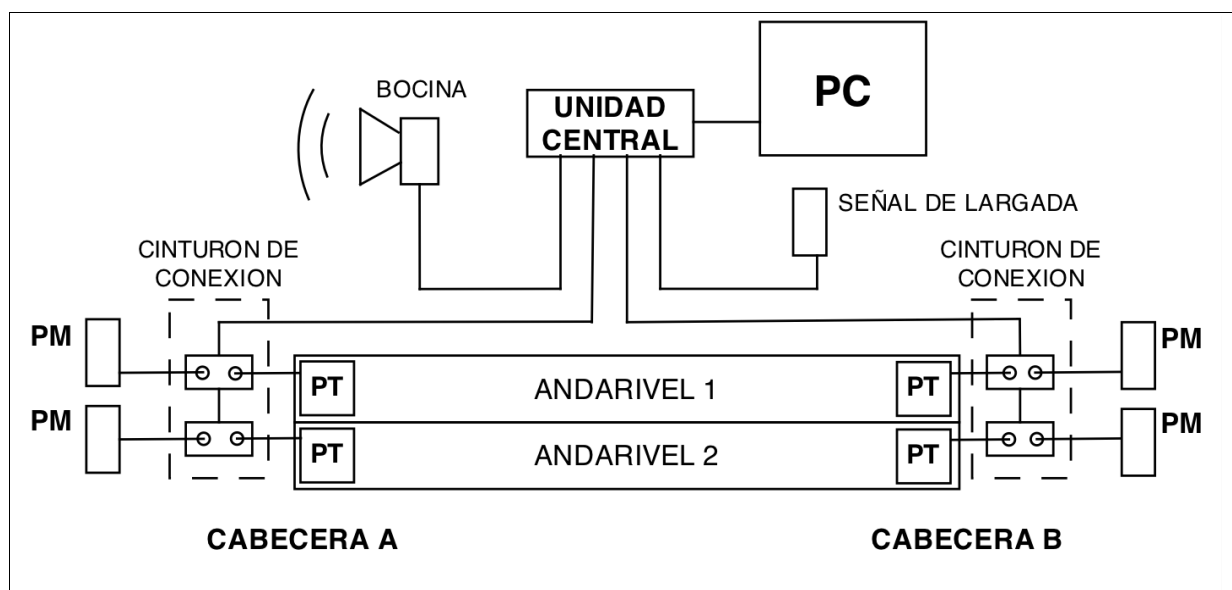 BOCINA
UNIDAD
CENTRAL
PC
SEÑAL DE LARGADA
CINTURON DE
CONEXION
CINTURON DE
CONEXION
PM
PT
ANDARIVEL 1
PT
PM
PM
PT
ANDARIVEL 2
PT
PM
CABECERA A
CABECERA B